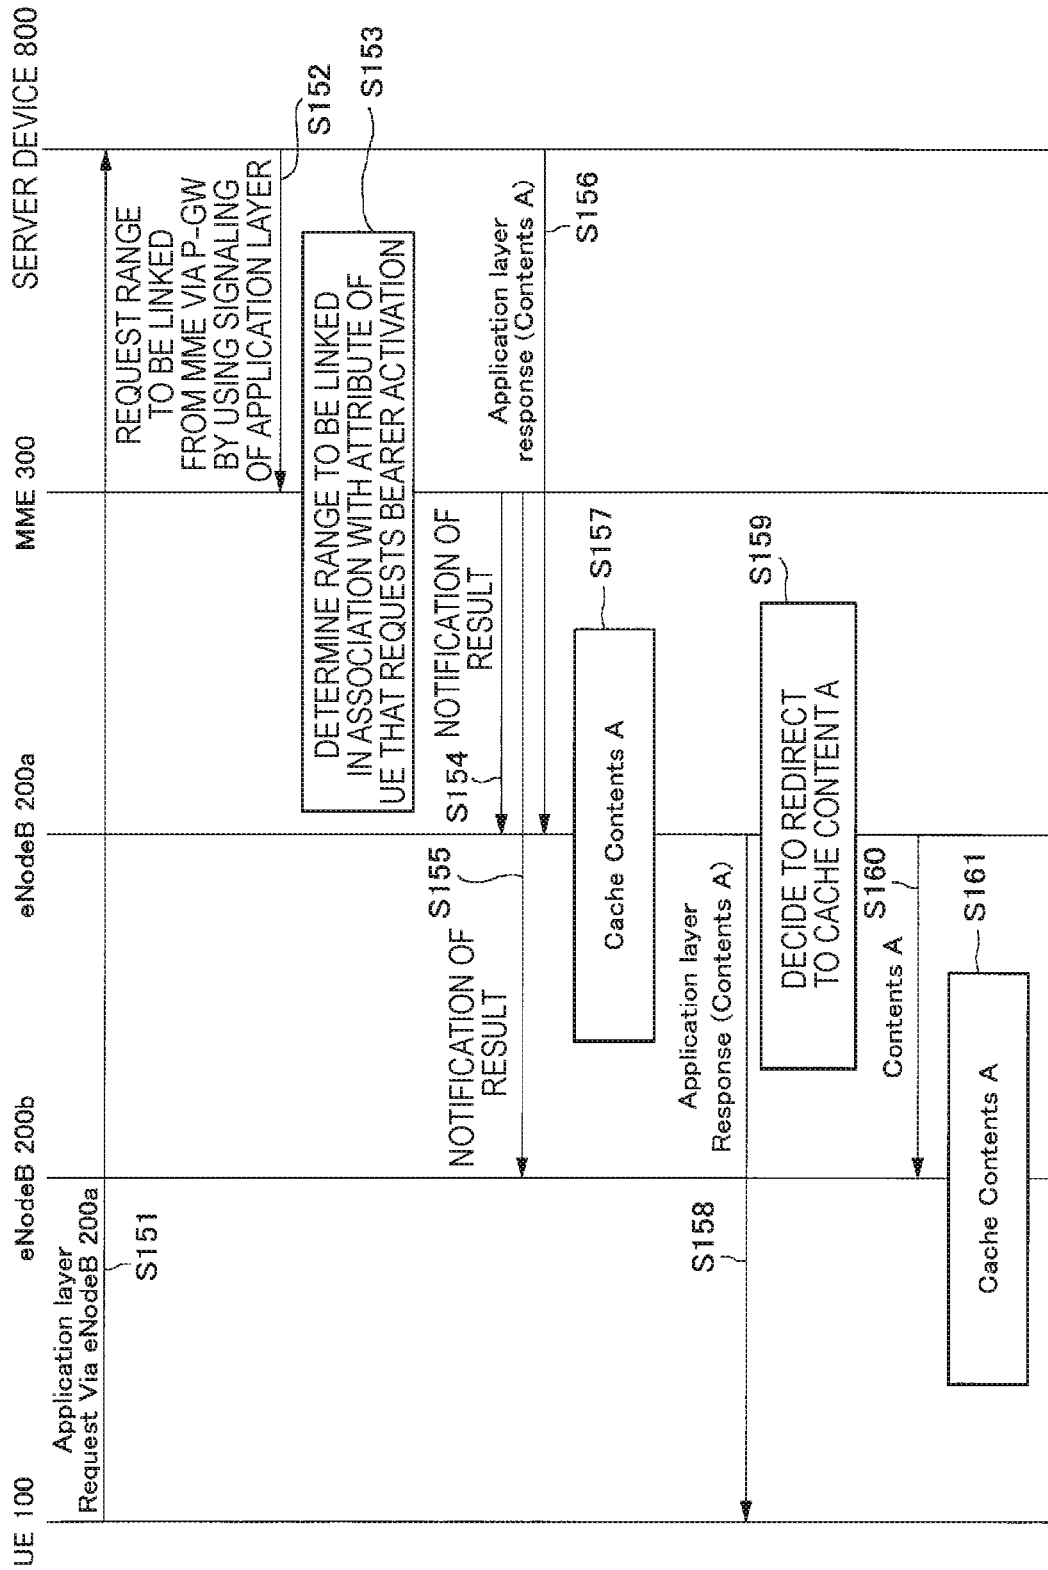 UE 100
eNodeB 200b
eNodeB 200a
MME 300
SERVER DEVICE 800
Application layer
Request Via eNodeB 200a
S151
REQUEST RANGE
TO BE LINKED
FROM MME VIA P-GW
BY USING SIGNALING
OF APPLICATION LAYER
S152
DETERMINE RANGE TO BE LINKED
IN ASSOCIATION WITH ATTRIBUTE OF
UE THAT REQUESTS BEARER ACTIVATION
S153
S154
NOTIFICATION OF
RESULT
NOTIFICATION OF
RESULT
S155
Application layer
response (Contents A)
S156
Cache Contents A
S157
Application layer
Response (Contents A)
S158
DECIDE TO REDIRECT
TO CACHE CONTENT A
S159
Contents A
S160
Cache Contents A
S161